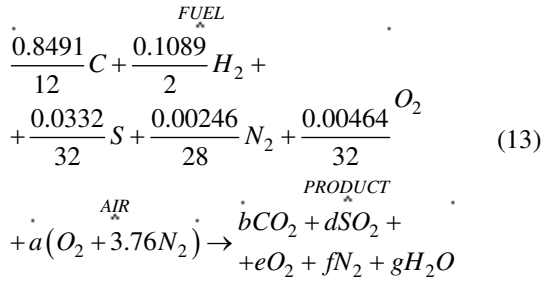 FUEL
0.8491/12 C + 0.1089/2 H₂ +
+ 0.0332/32 S + 0.00246/28 N₂ + 0.00464/32 O₂ (13)
AIR PRODUCT
+ a(O₂ + 3.76N₂) → bCO₂ + dSO₂ +
+ eO₂ + fN₂ + gH₂O